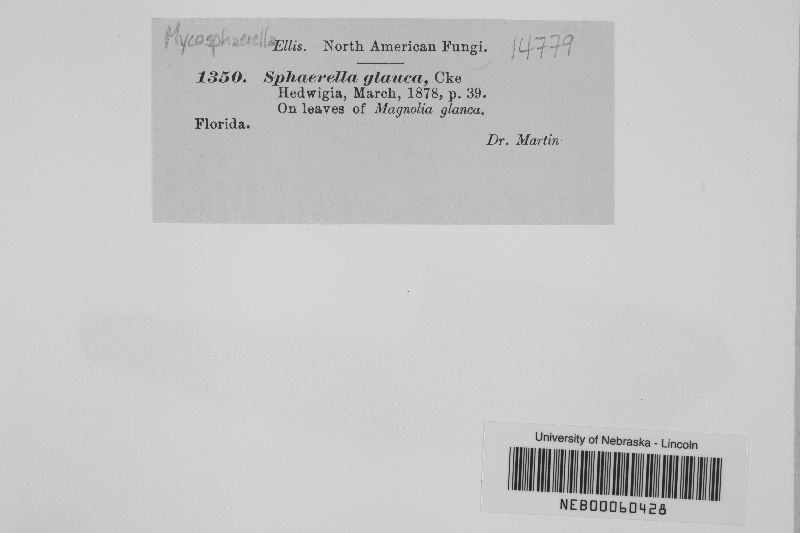 Mycosphaerella
Ellis. North American Fungi. 14779
1350. Sphaerella glauca, Cke
Hedwigia, March, 1878, p. 39.
On leaves of Magnolia glanca.
Florida.
Dr. Martin
University of Nebraska - Lincoln
NEB00060428